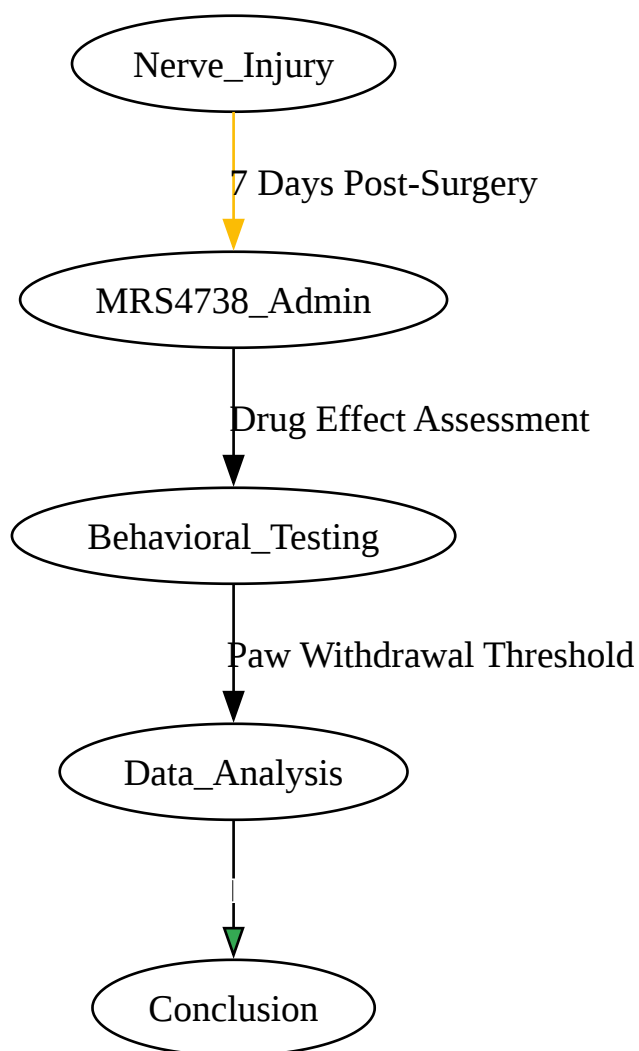 Nerve_Injury
7 Days Post-Surgery
MRS4738_Admin
Drug Effect Assessment
Behavioral_Testing
Paw Withdrawal Threshold
Data_Analysis
Conclusion